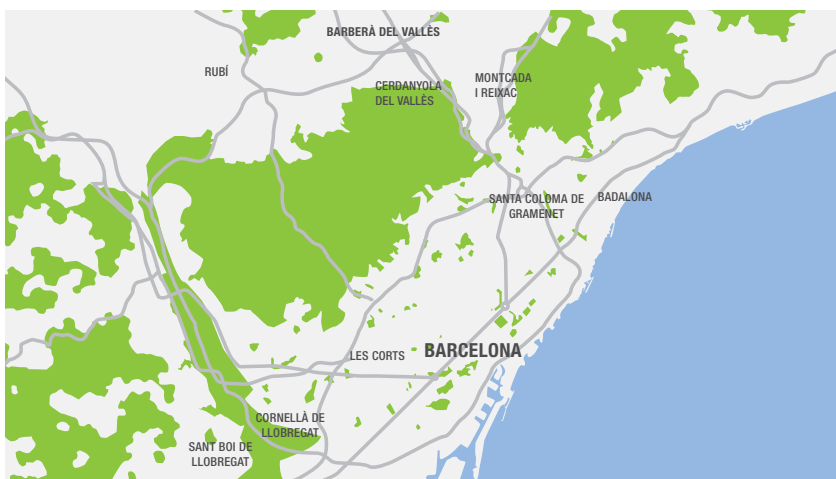 BARBERÀ DEL VALLÈS
RUBÍ
CERDANYOLA
DEL VALLÈS
MONTCADA
I REIXAC
SANTA COLOMA DE
GRAMENET
BADALONA
LES CORTS
BARCELONA
CORNELLÀ DE
LLOBREGAT
SANT BOI DE
LLOBREGAT